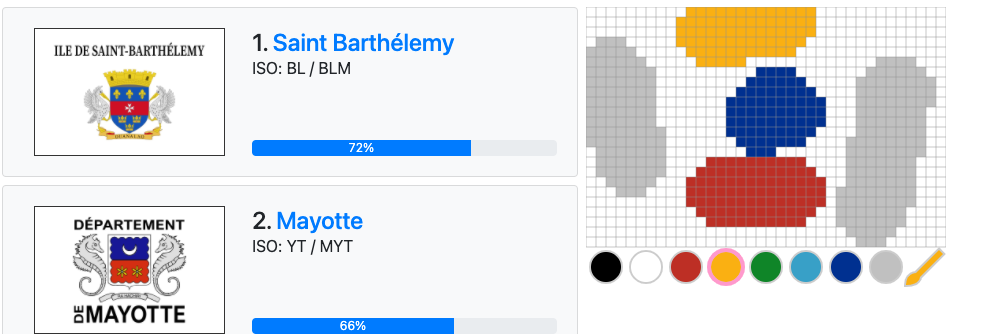 ILE DE SAINT-BARTHÉLEMY
1. Saint Barthélemy
ISO: BL / BLM
72%
DÉPARTEMENT
DE MAYOTTE
2. Mayotte
ISO: YT / MYT
66%